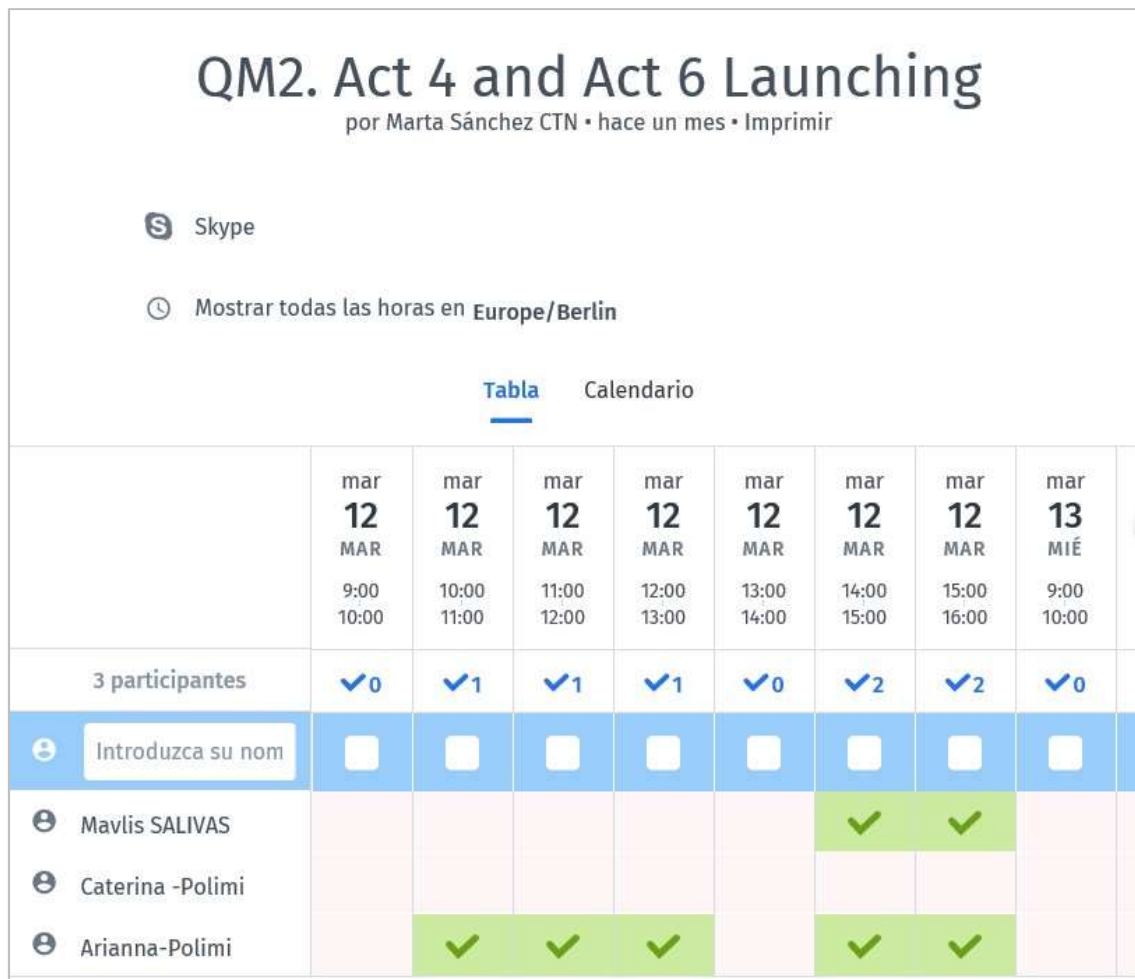 QM2. Act 4 and Act 6 Launching
por Marta Sánchez CTN • hace un mes • Imprimir
Skype
Mostrar todas las horas en Europe/Berlin
Tabla Calendario
mar mar mar mar mar mar mar mar
12 12 12 12 12 12 12 13
MAR MAR MAR MAR MAR MAR MAR MIÉ
9:00 10:00 11:00 12:00 13:00 14:00 15:00 9:00
10:00 11:00 12:00 13:00 14:00 15:00 16:00 10:00
3 participantes 0 1 1 1 0 2 2 0
Introduzca su nom
Mavlis SALIVAS
Caterina -Polimi
Arianna-Polimi